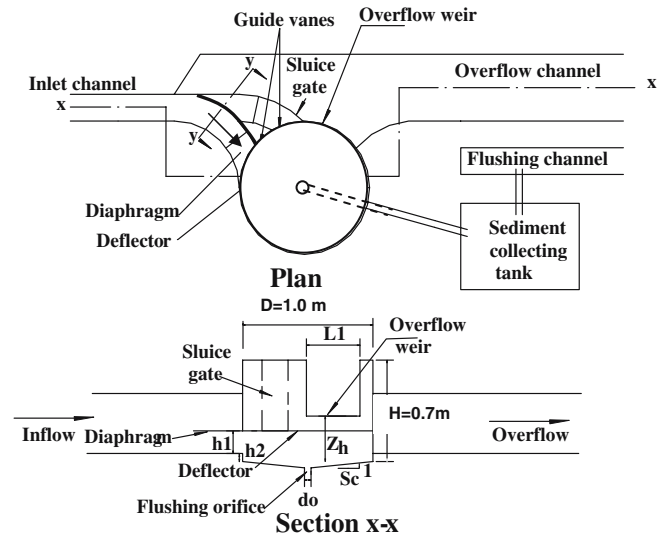 Guide vanes
Overflow weir
Inlet channel
Sluice
gate
Overflow channel
x
x
y
y
Flushing channel
Diaphragm
Deflector
Sediment
collecting
tank
Plan
D=1.0 m
L1
Overflow
weir
Sluice
gate
H=0.7m
Inflow
Diaphragm
h1
h2
Zh
Overflow
Deflector
Sc
1
Flushing orifice
do
Section x-x